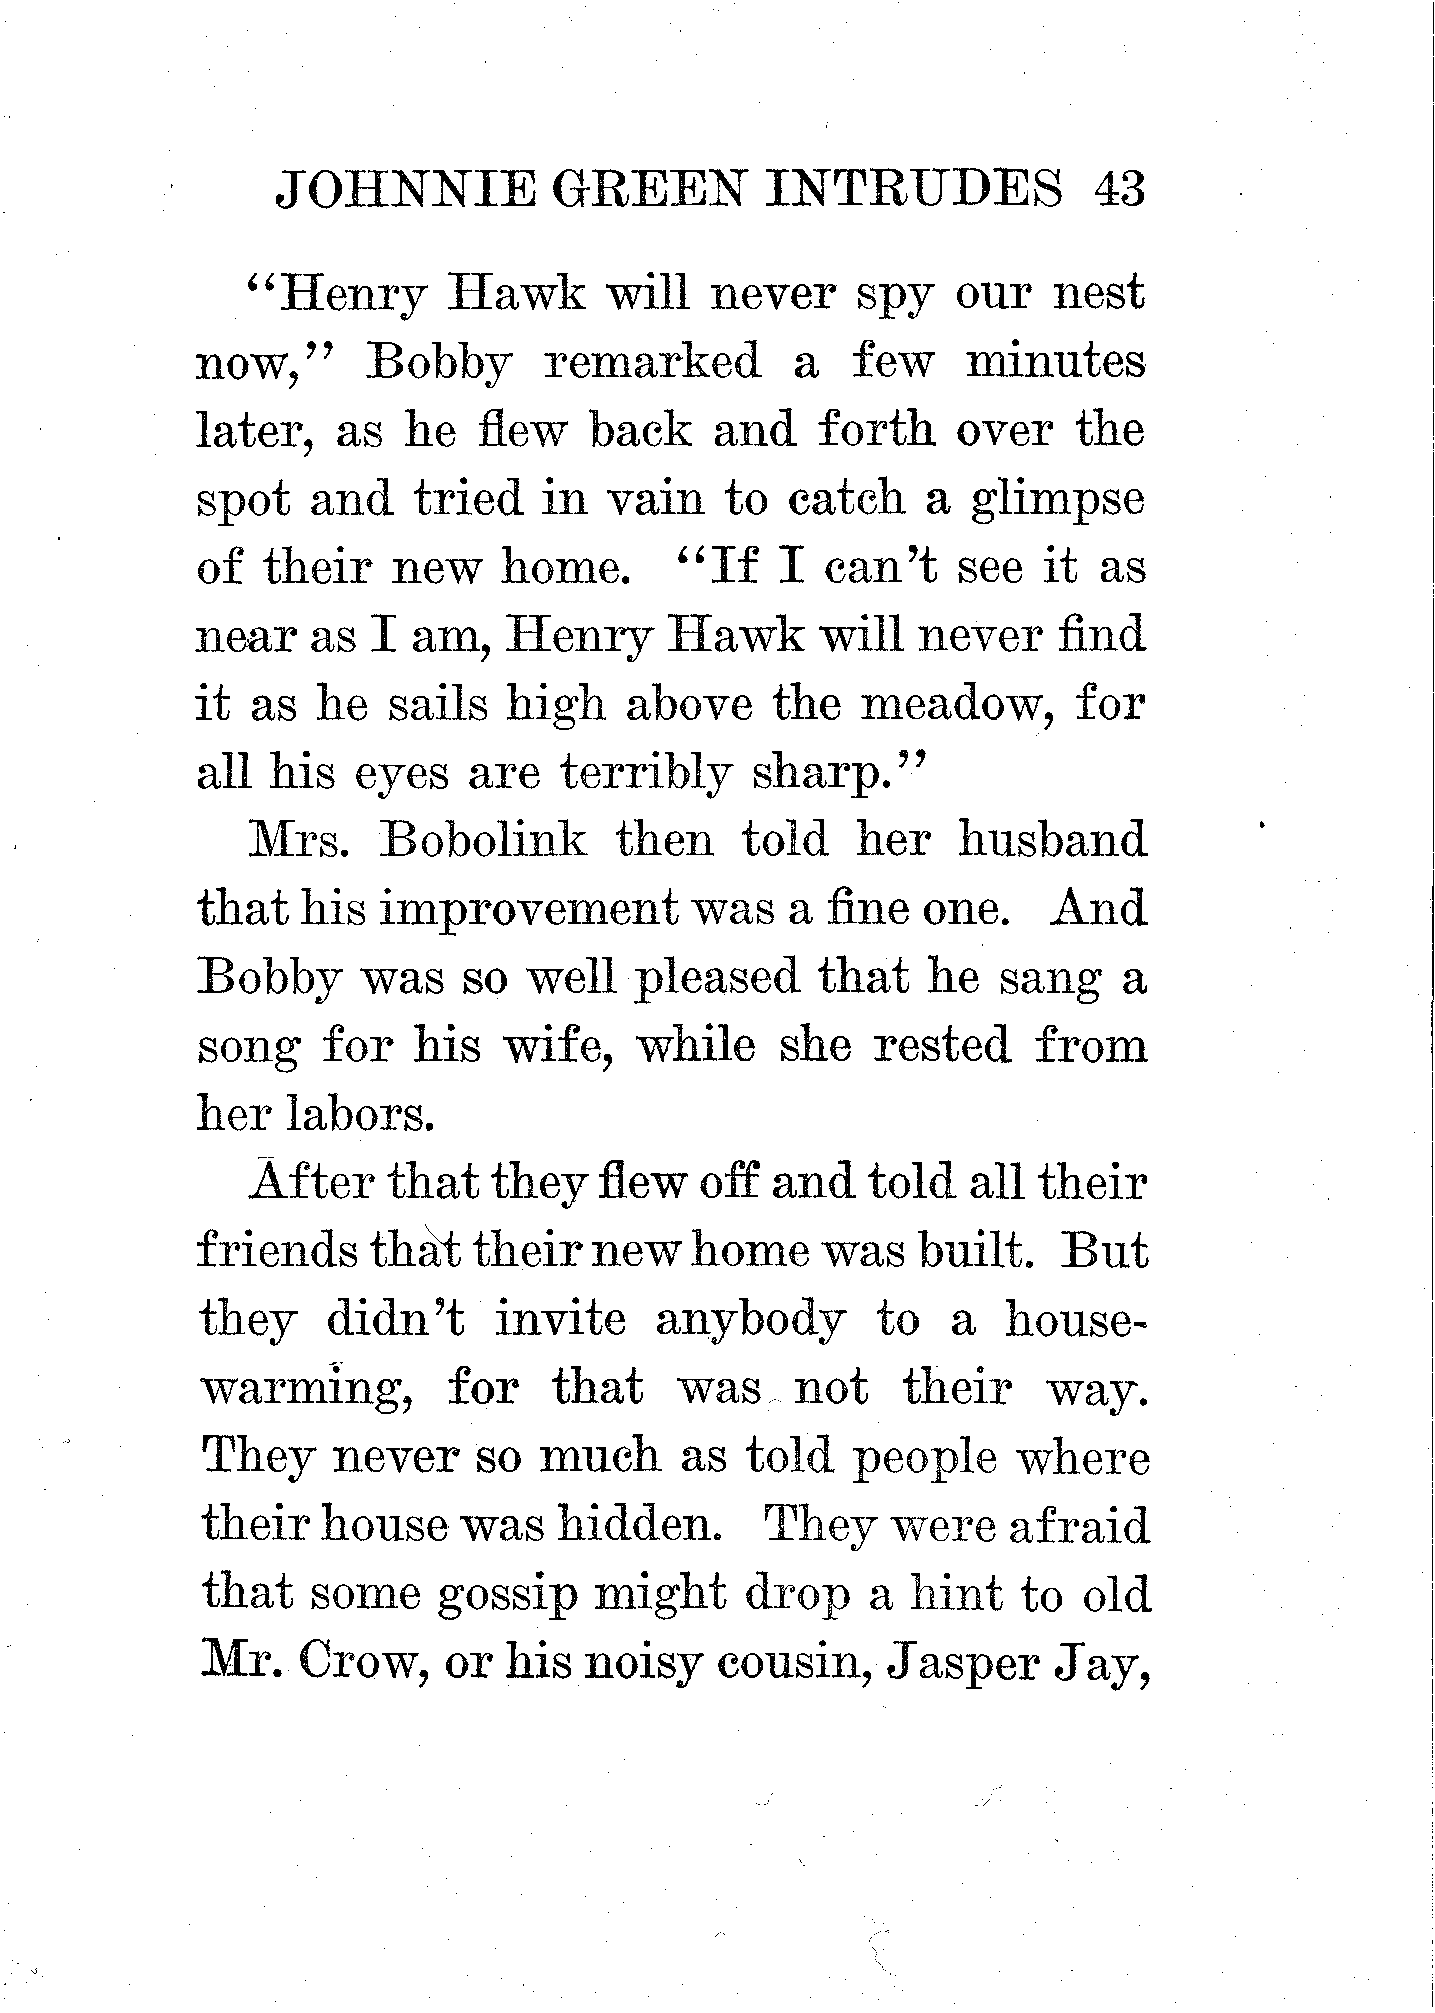 JOHNNIE GREEN INTRUDES 43
"Henry Hawk will never spy our nest
now," Bobby remarked a few minutes
later, as he flew back and forth over the
spot and tried in vain to catch a glimpse
of their new home. "If I can't see it as
near as I am, Henry Hawk will never find
it as he sails high above the meadow, for
all his eyes are terribly sharp."
Mrs. Bobolink then told her husband
that his improvement was a fine one. And
Bobby was so well pleased that he sang a
song for his wife, while she rested from
her labors.
After that they flew off and told all their
friends that their new home was built. But
they didn't invite anybody to a house-
warming, for that was not their way.
They never so much as told people where
their house was hidden. They were afraid
that some gossip might drop a hint to old
Mr. Crow, or his noisy cousin, Jasper Jay,